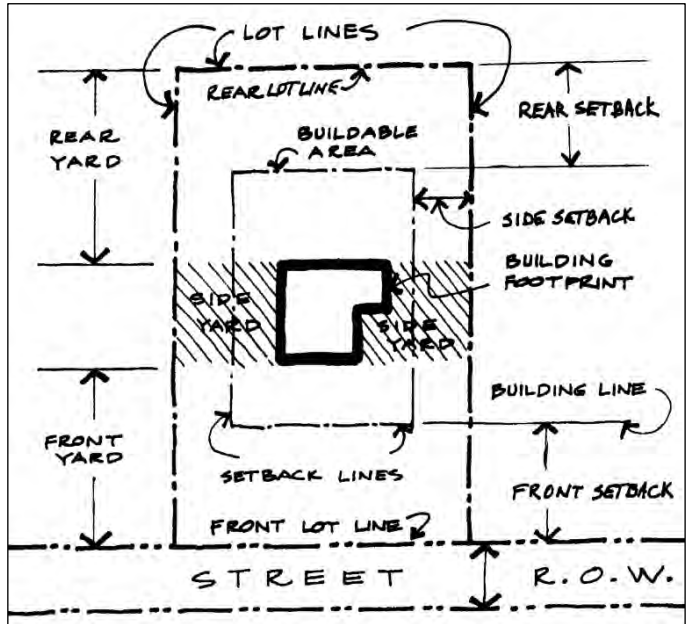 LOT LINES
REAR LOT LINE
REAR SETBACK
REAR
YARD
BUILDABLE
AREA
SIDE SETBACK
BUILDING
FOOTPRINT
SIDE
YARD
SIDE
YARD
BUILDING LINE
FRONT
YARD
SETBACK LINES
FRONT SETBACK
FRONT LOT LINE
STREET
R.O.W.